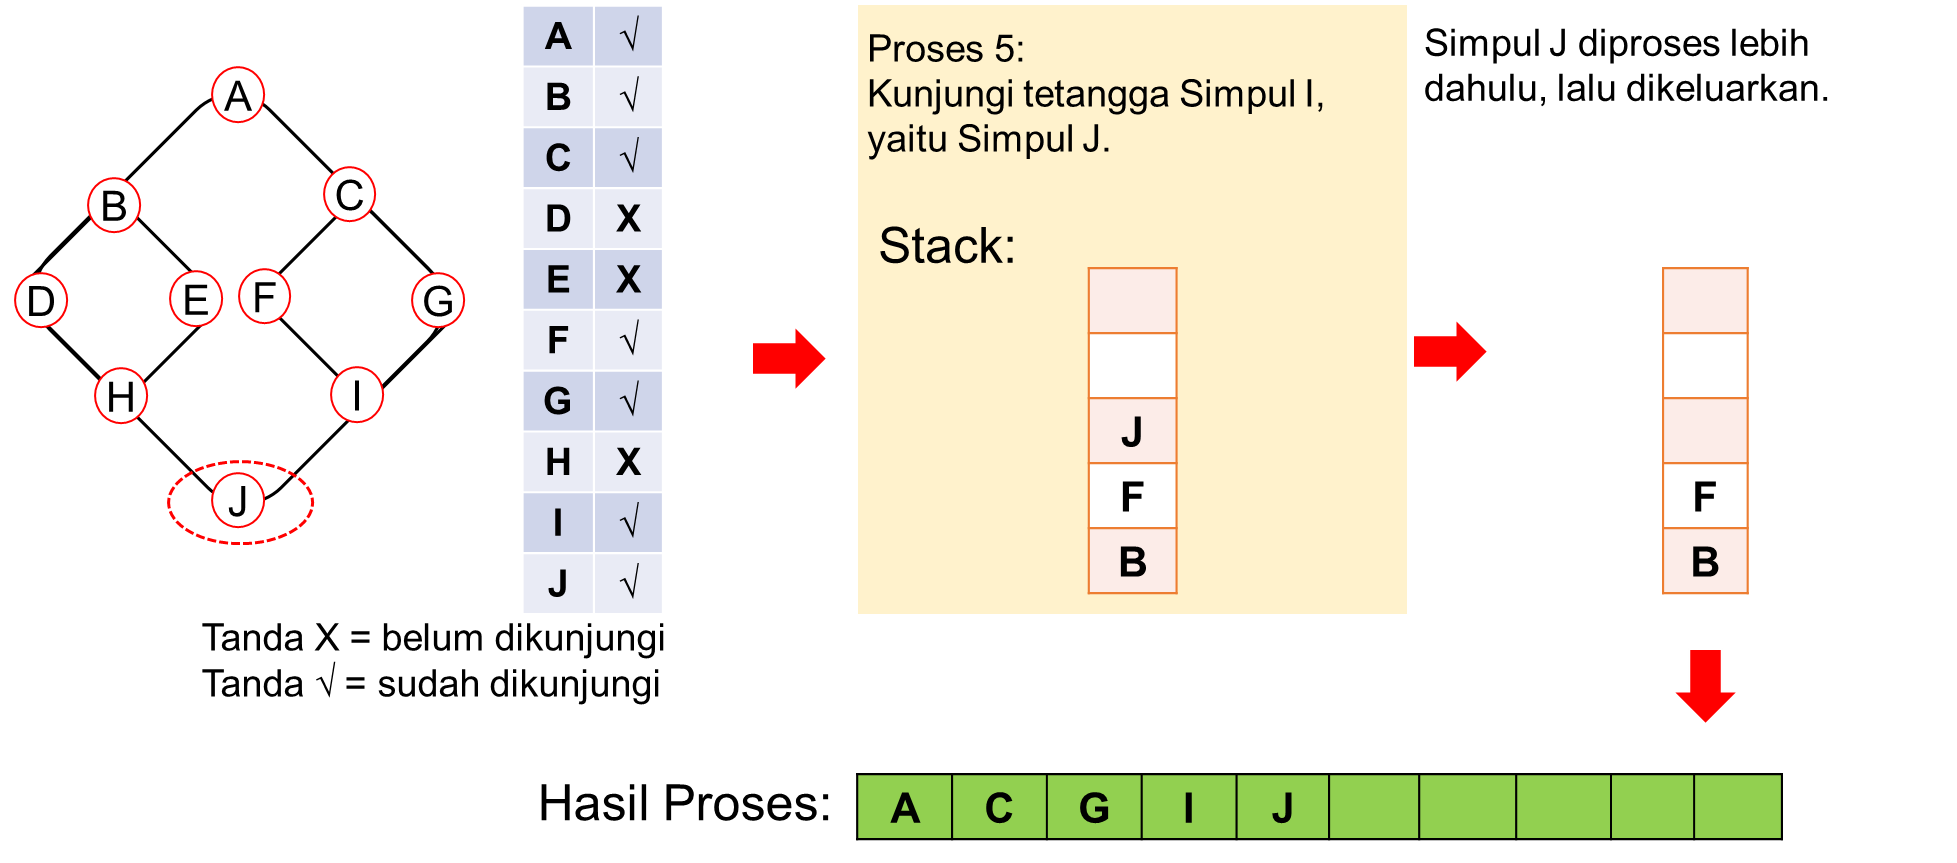 A
B
C
D
E
F
G
H
I
J
A √
B √
C √
D X
E X
F √
G √
H X
I √
J √
Tanda X = belum dikunjungi
Tanda √ = sudah dikunjungi
Proses 5:
Kunjungi tetangga Simpul I,
yaitu Simpul J.
Stack:
J
F
B
Simpul J diproses lebih
dahulu, lalu dikeluarkan.
F
B
Hasil Proses: A C G I J